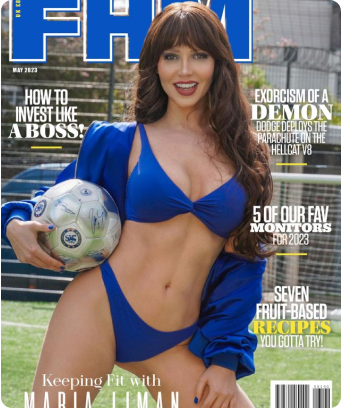 FHM
MAY 2023
HOW TO
INVEST LIKE
A BOSS!
EXORCISM OF A
DEMON
DODGE DEPLOYS THE
PARACHUTE ON THE
HELLCAT V8
5 OF OUR FAV
MONITORS
FOR 2023
SEVEN
FRUIT-BASED
RECIPES
YOU GOTTA TRY!
Keeping Fit with
MARIA LIMAN